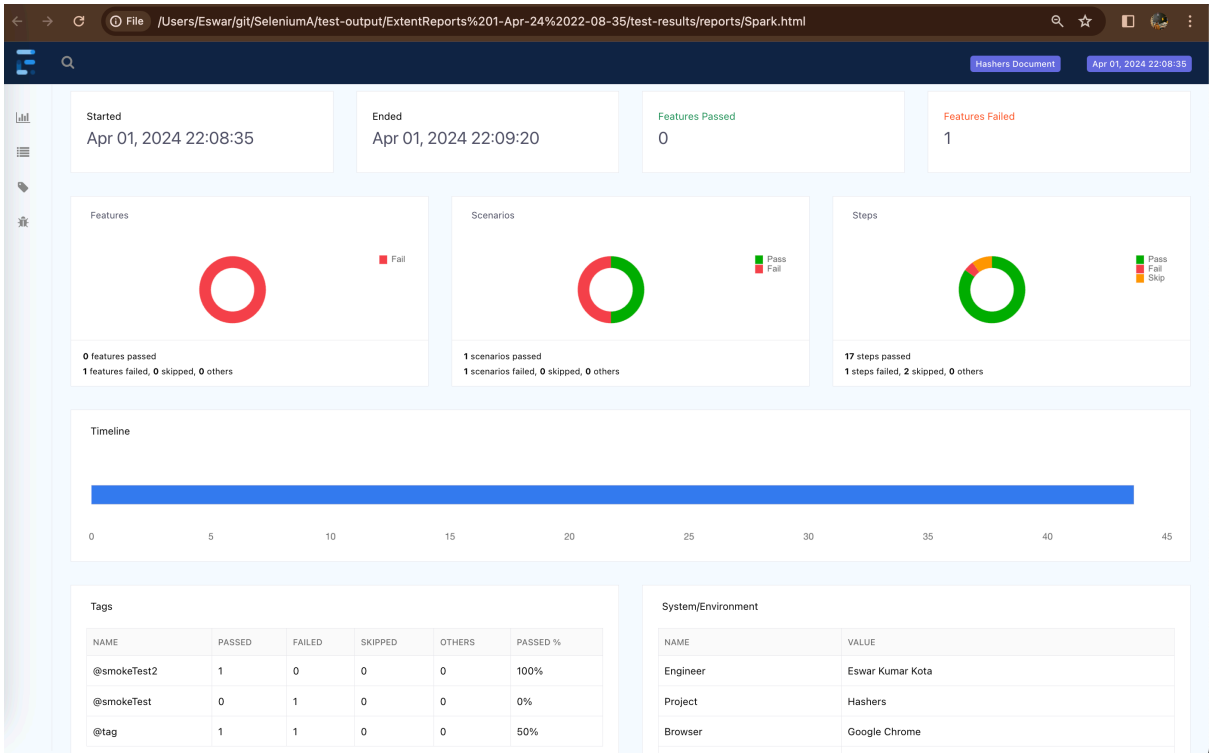 File /Users/Eswar/git/SeleniumA/test-output/ExtentReports%201-Apr-24%2022-08-35/test-results/reports/Spark.html
Hashers Document Apr 01, 2024 22:08:35
Started Ended Features Passed Features Failed
Apr 01, 2024 22:08:35 Apr 01, 2024 22:09:20 0 1
Features Scenarios Steps
Fail Pass Pass
Fail Fail
Skip
0 features passed 1 scenarios passed 17 steps passed
1 features failed, 0 skipped, 0 others 1 scenarios failed, 0 skipped, 0 others 1 steps failed, 2 skipped, 0 others
Timeline
0 5 10 15 20 25 30 35 40 45
Tags System/Environment
NAME PASSED FAILED SKIPPED OTHERS PASSED % NAME VALUE
@smokeTest2 1 0 0 0 100% Engineer Eswar Kumar Kota
@smokeTest 0 1 0 0 0% Project Hashers
@tag 1 1 0 0 50% Browser Google Chrome